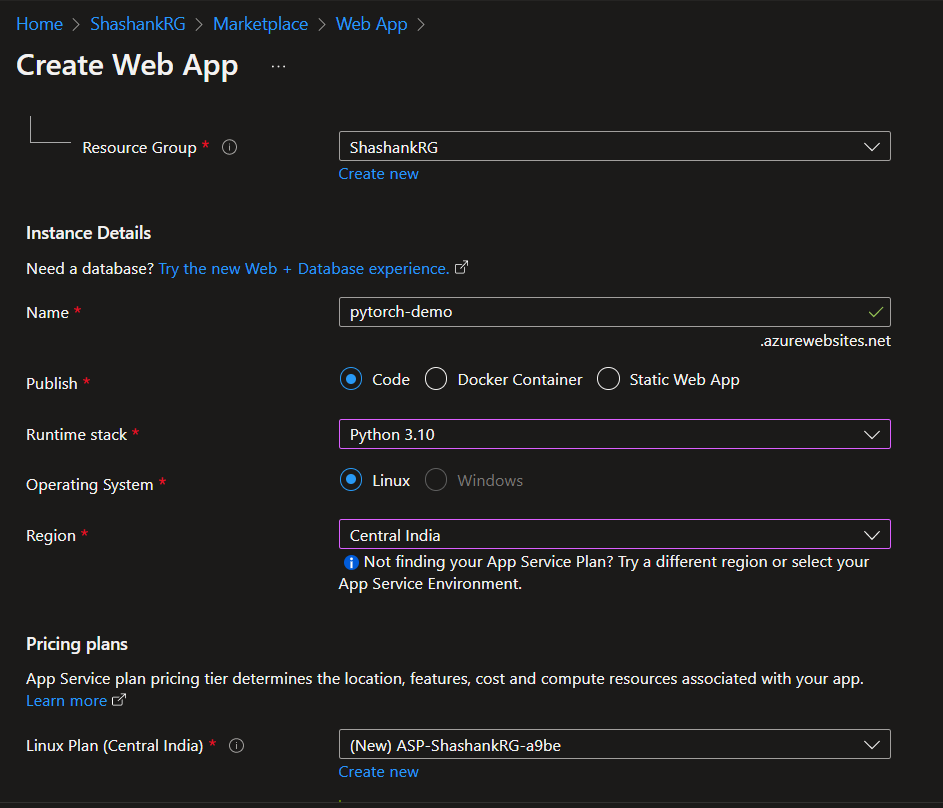 Home > ShashankRG > Marketplace > Web App >
Create Web App ...
Resource Group *
ShashankRG
Create new
Instance Details
Need a database? Try the new Web + Database experience.
Name *
pytorch-demo
.azurewebsites.net
Publish *
Code Docker Container Static Web App
Runtime stack *
Python 3.10
Operating System *
Linux Windows
Region *
Central India
Not finding your App Service Plan? Try a different region or select your
App Service Environment.
Pricing plans
App Service plan pricing tier determines the location, features, cost and compute resources associated with your app.
Learn more
Linux Plan (Central India) *
(New) ASP-ShashankRG-a9be
Create new